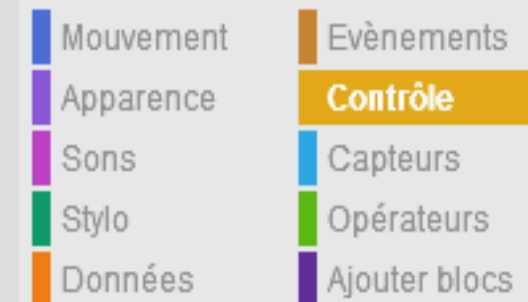 Mouvement
Apparence
Sons
Stylo
Données
Evènements
Contrôle
Capteurs
Opérateurs
Ajouter blocs